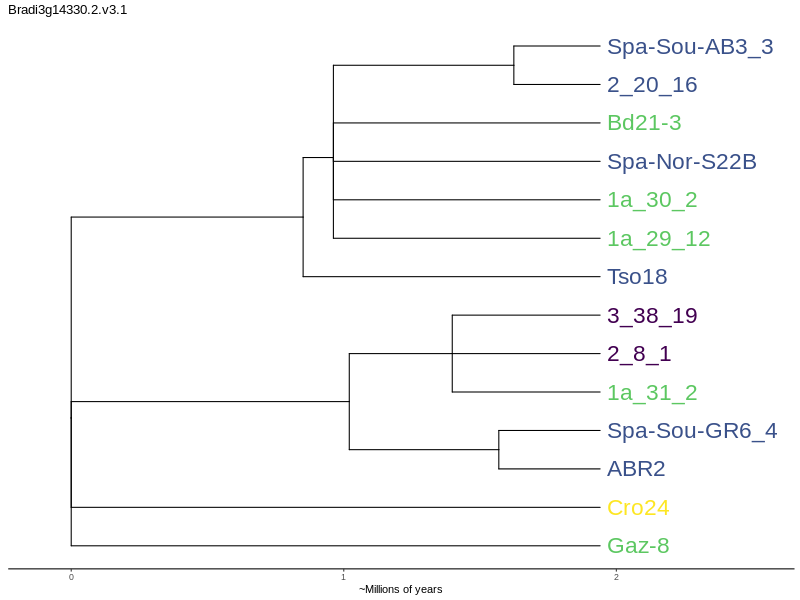 Bradi3g14330.2.v3.1
Spa-Sou-AB3_3
2_20_16
Bd21-3
Spa-Nor-S22B
1a_30_2
1a_29_12
Tso18
3_38_19
2_8_1
1a_31_2
Spa-Sou-GR6_4
ABR2
Cro24
Gaz-8
0 1 2
~Millions of years